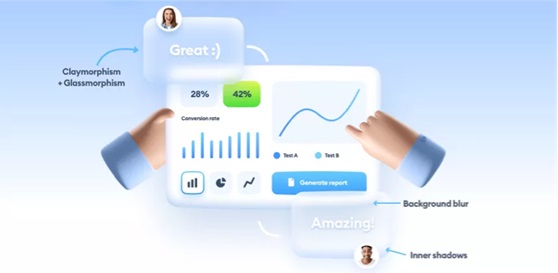 Great :)
Claymorphism
+ Glassmorphism
28%
42%
Conversion rate
Test A
Test B
Generate report
Background blur
Amazing!
Inner shadows